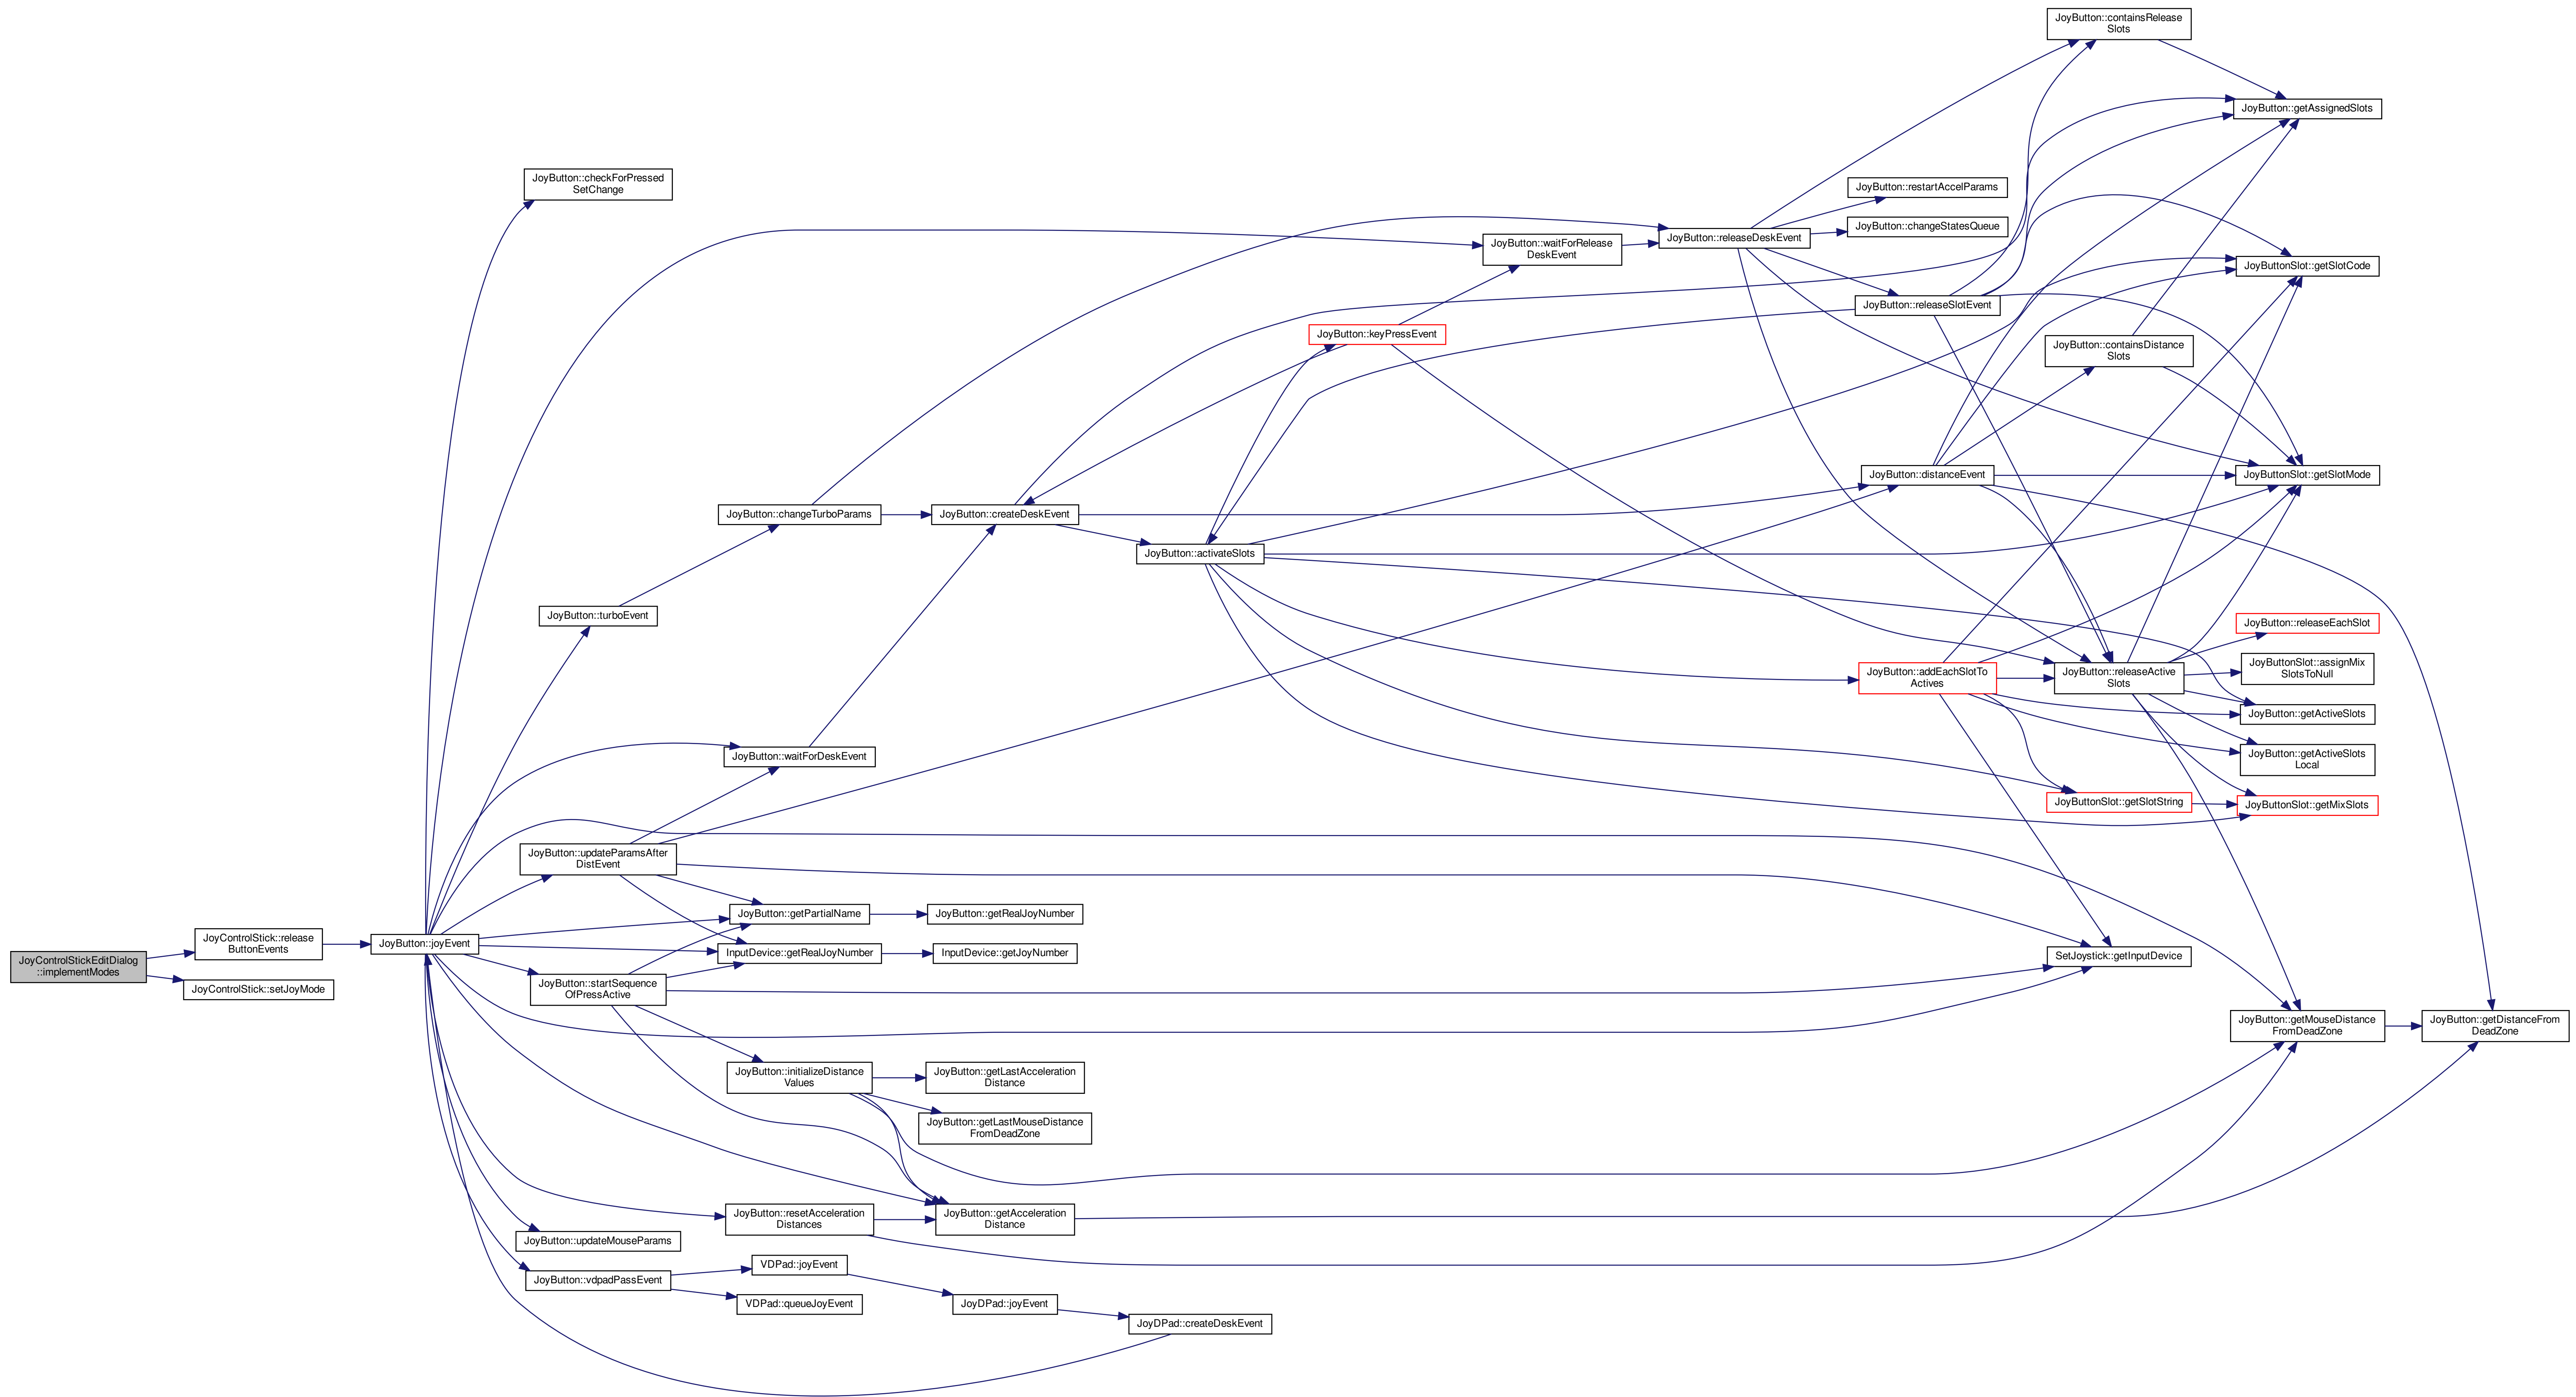 JoyControlStickEditDialog
::implementModes
JoyControlStick::release
ButtonEvents
JoyControlStick::setJoyMode
JoyButton::joyEvent
JoyButton::checkForPressed
SetChange
JoyButton::turboEvent
JoyButton::updateParamsAfter
DistEvent
JoyButton::startSequence
OfPressActive
JoyButton::updateMouseParams
JoyButton::vdpadPassEvent
JoyButton::changeTurboParams
JoyButton::waitForDeskEvent
JoyButton::getPartialName
InputDevice::getRealJoyNumber
JoyButton::initializeDistance
Values
JoyButton::resetAcceleration
Distances
VDPad::joyEvent
VDPad::queueJoyEvent
JoyButton::createDeskEvent
JoyButton::getRealJoyNumber
InputDevice::getJoyNumber
JoyButton::getLastAcceleration
Distance
JoyButton::getLastMouseDistance
FromDeadZone
JoyButton::getAcceleration
Distance
JoyDPad::joyEvent
JoyButton::activateSlots
JoyDPad::createDeskEvent
JoyButton::keyPressEvent
JoyButton::waitForRelease
DeskEvent
JoyButton::releaseDeskEvent
JoyButton::restartAccelParams
JoyButton::changeStatesQueue
JoyButton::releaseSlotEvent
JoyButton::distanceEvent
JoyButton::addEachSlotTo
Actives
JoyButton::containsRelease
Slots
JoyButton::containsDistance
Slots
JoyButton::releaseActive
Slots
JoyButtonSlot::getSlotString
SetJoystick::getInputDevice
JoyButton::getAssignedSlots
JoyButtonSlot::getSlotCode
JoyButtonSlot::getSlotMode
JoyButton::releaseEachSlot
JoyButtonSlot::assignMix
SlotsToNull
JoyButton::getActiveSlots
JoyButton::getActiveSlots
Local
JoyButtonSlot::getMixSlots
JoyButton::getMouseDistance
FromDeadZone
JoyButton::getDistanceFrom
DeadZone